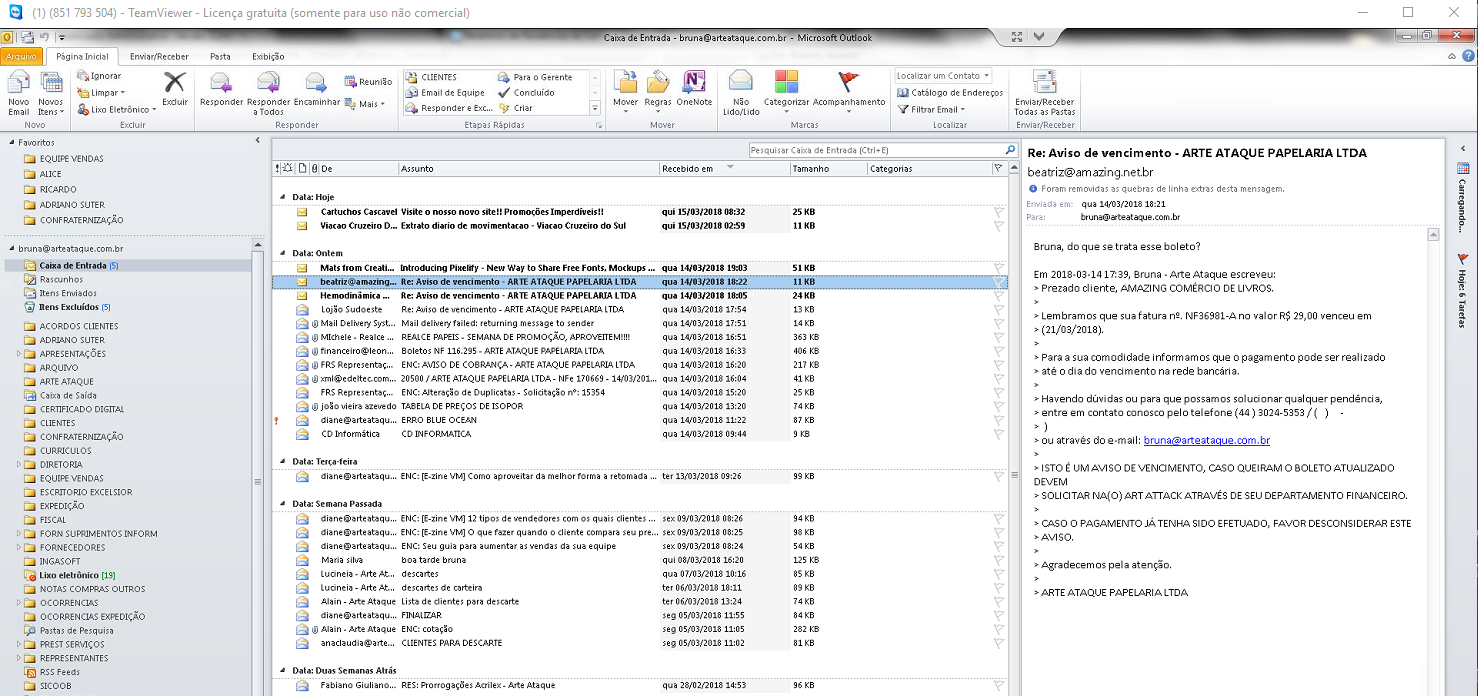 (1) (851 793 504) - TeamViewer - Licença gratuita (somente para uso não comercial)
Caixa de Entrada - bruna@arteataque.com.br - Microsoft Outlook
Arquivo Página Inicial Enviar/Receber Pasta Exibição
Novo Email
Novos Itens
Novo
Ignorar
Limpar
Lixo Eletrônico
Excluir
Excluir
Responder
Responder a Todos
Encaminhar
Reunião
Mais
Responder
CLIENTES
Email de Equipe
Responder e Exc...
Para o Gerente
Concluído
Criar
Etapas Rápidas
Mover
Regras
OneNote
Mover
Não Lido/Lido
Categorizar
Acompanhamento
Marcas
Localizar um Contato
Catálogo de Endereços
Filtrar Email
Localizar
Enviar/Receber
Todas as Pastas
Enviar/Receber
Favoritos
EQUIPE VENDAS
ALICE
RICARDO
ADRIANO SUTER
CONFRATERNIZAÇÃO
bruna@arteataque.com.br
Caixa de Entrada (5)
Rascunhos
Itens Enviados
Itens Excluídos (5)
ACORDOS CLIENTES
ADRIANO SUTER
APRESENTAÇÕES
ARQUIVO
ARTE ATAQUE
Caixa de Saída
CERTIFICADO DIGITAL
CLIENTES
CONFRATERNIZAÇÃO
CURRICULOS
DIRETORIA
EQUIPE VENDAS
ESCRITORIO EXCELSIOR
EXPEDIÇÃO
FISCAL
FORN SUPRIMENTOS INFORM
FORNECEDORES
INGASOFT
Lixo eletrônico [19]
NOTAS COMPRAS OUTROS
OCORRENCIAS
OCORRENCIAS EXPEDIÇÃO
Pastas de Pesquisa
PREST SERVIÇOS
REPRESENTANTES
RSS Feeds
SICOOB
Pesquisar Caixa de Entrada (Ctrl+E)
De Assunto Recebido em Tamanho Categorias
Data: Hoje
Cartuchos Cascavel Visite o nosso novo site!! Promoções Imperdíveis!! qui 15/03/2018 08:32 25 KB
Viacao Cruzeiro D... Extrato diario de movimentacao - Viacao Cruzeiro do Sul qui 15/03/2018 02:59 11 KB
Data: Ontem
Mats from Creati... Introducing Pixelify - New Way to Share Free Fonts, Mockups ... qua 14/03/2018 19:03 51 KB
beatriz@amazing... Re: Aviso de vencimento - ARTE ATAQUE PAPELARIA LTDA qua 14/03/2018 18:22 11 KB
Hemodinâmica ... Re: Aviso de vencimento - ARTE ATAQUE PAPELARIA LTDA qua 14/03/2018 18:05 24 KB
Lojão Sudoeste Re: Aviso de vencimento - ARTE ATAQUE PAPELARIA LTDA qua 14/03/2018 17:54 13 KB
Mail Delivery Syst... Mail delivery failed: returning message to sender qua 14/03/2018 17:51 14 KB
MIchele - Realce ... REALCE PAPEIS - SEMANA DE PROMOÇÃO, APROVEITEM!!!! qua 14/03/2018 16:51 363 KB
financeiro@leon... Boletos NF 116.295 - ARTE ATAQUE PAPELARIA LTDA qua 14/03/2018 16:33 406 KB
FRS Representaç... ENC: AVISO DE COBRANÇA - ARTE ATAQUE qua 14/03/2018 16:20 217 KB
xml@edeltec.com... 20500 / ARTE ATAQUE PAPELARIA LTDA - NFe 170669 - 14/03/201... qua 14/03/2018 16:04 41 KB
FRS Representaç... ENC: Alteração de Duplicatas - Solicitação nº: 15354 qua 14/03/2018 15:20 25 KB
joão vieira azevedo TABELA DE PREÇOS DE ISOPOR qua 14/03/2018 13:20 74 KB
diane@arteataqu... ERRO BLUE OCEAN qua 14/03/2018 11:22 87 KB
CD Informática CD INFORMATICA qua 14/03/2018 09:44 9 KB
Data: Terça-feira
diane@arteataqu... ENC: [E-zine VM] Como aproveitar da melhor forma a retomada ... ter 13/03/2018 09:26 99 KB
Data: Semana Passada
diane@arteataqu... ENC: [E-zine VM] 12 tipos de vendedores com os quais clientes ... sex 09/03/2018 08:26 94 KB
diane@arteataqu... ENC: [E-zine VM] O que fazer quando o cliente compara seu pre... sex 09/03/2018 08:25 98 KB
diane@arteataqu... ENC: Seu guia para aumentar as vendas da sua equipe sex 09/03/2018 08:24 54 KB
Maria silva boa tarde bruna qui 08/03/2018 16:20 125 KB
Lucineia - Arte At... descartes qua 07/03/2018 10:16 85 KB
Lucineia - Arte At... descartes de carteira ter 06/03/2018 18:11 89 KB
Alain - Arte Ataque Lista de clientes para descarte ter 06/03/2018 13:24 74 KB
diane@arteataqu... FINALIZAR seg 05/03/2018 11:55 84 KB
Alain - Arte Ataque ENC: cotação seg 05/03/2018 11:05 282 KB
anaclaudia@arte... CLIENTES PARA DESCARTE seg 05/03/2018 11:02 81 KB
Data: Duas Semanas Atrás
Fabiano Giuliano... RES: Prorrogações Acrilex - Arte Ataque qua 28/02/2018 14:53 96 KB
Re: Aviso de vencimento - ARTE ATAQUE PAPELARIA LTDA
beatriz@amazing.net.br
Foram removidas as quebras de linha extras desta mensagem.
Enviada em: qua 14/03/2018 18:21
Para: bruna@arteataque.com.br
Bruna, do que se trata esse boleto?
Em 2018-03-14 17:39, Bruna - Arte Ataque escreveu:
> Prezado cliente, AMAZING COMÉRCIO DE LIVROS.
>
> Lembramos que sua fatura nº. NF36981-A no valor R$ 29,00 venceu em
> (21/03/2018).
>
> Para a sua comodidade informamos que o pagamento pode ser realizado
> até o dia do vencimento na rede bancária.
>
> Havendo dúvidas ou para que possamos solucionar qualquer pendência,
> entre em contato conosco pelo telefone (44 ) 3024-5353 / ( ) -
> )
> ou através do e-mail: bruna@arteataque.com.br
>
> ISTO É UM AVISO DE VENCIMENTO, CASO QUEIRAM O BOLETO ATUALIZADO
DEVEM
> SOLICITAR NA(O) ART ATTACK ATRAVÉS DE SEU DEPARTAMENTO FINANCEIRO.
>
> CASO O PAGAMENTO JÁ TENHA SIDO EFETUADO, FAVOR DESCONSIDERAR ESTE
> AVISO.
>
> Agradecemos pela atenção.
>
> ARTE ATAQUE PAPELARIA LTDA
Carregando...
Hoje: 6 Tarefas